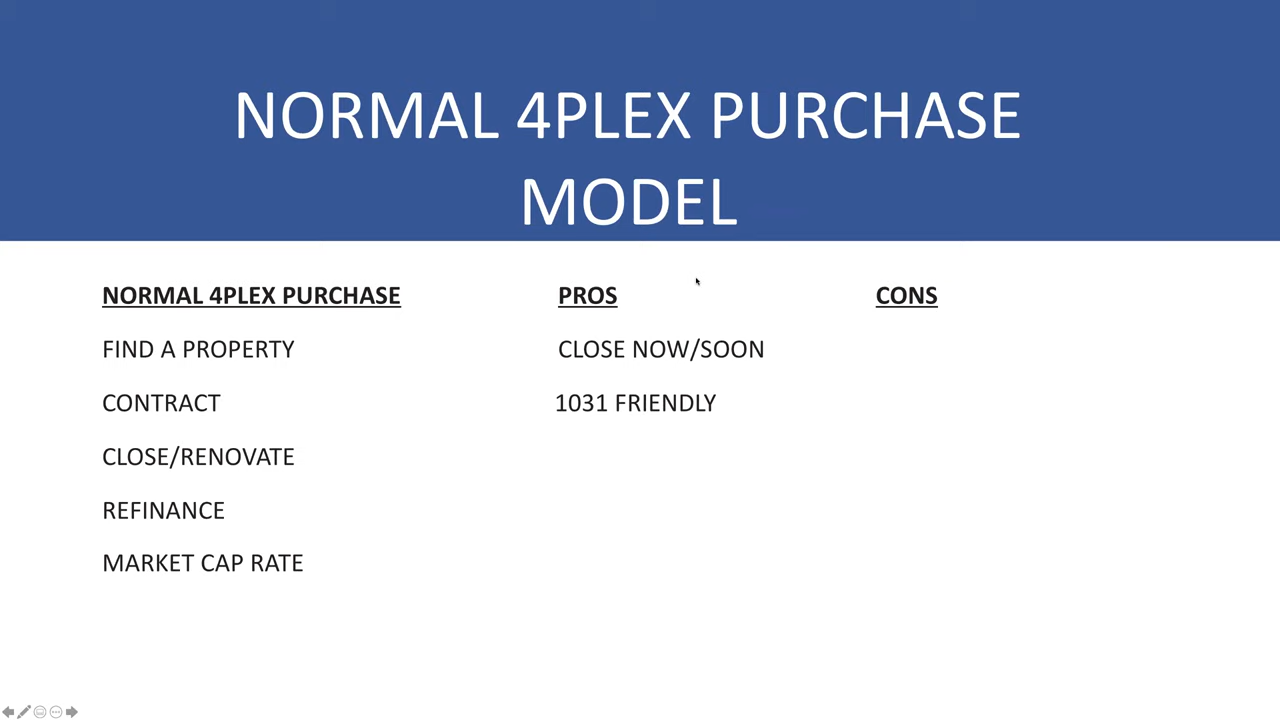 NORMAL 4PLEX PURCHASE
MODEL
NORMAL 4PLEX PURCHASE
FIND A PROPERTY
CONTRACT
CLOSE/RENOVATE
REFINANCE
MARKET CAP RATE
PROS
CLOSE NOW/SOON
1031 FRIENDLY
CONS